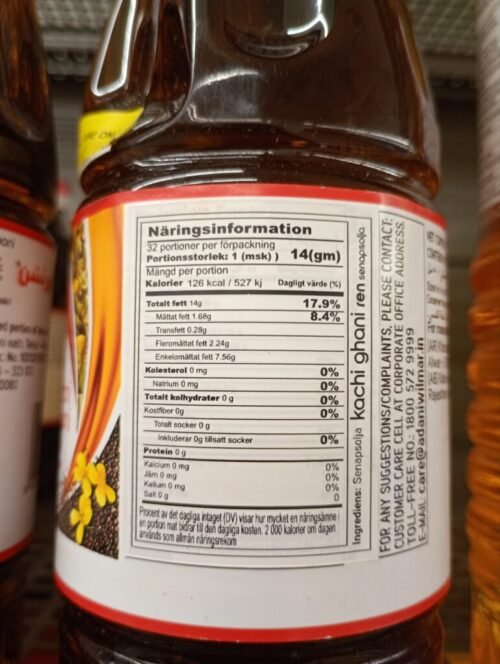 Näringsinformation
32 portioner per förpackning
Portionsstorlek: 1 (msk) ) 14(gm)
Mängd per portion
Kalorier 126 kcal / 527 kj Dagligt värde (%)
Totalt fett 14g 17.9%
Mättat fett 1.68g 8.4%
Transfett 0.28g
Fleromättat fett 2.24g
Enkelomättat fett 7.56g
Kolesterol 0 mg 0%
Natrium 0 mg 0%
Totalt kolhydrater 0 g 0%
Kostfiber 0g 0%
Totalt socker 0 g
Inkluderar 0g tillsatt socker 0%
Protein 0 g
Kalcium 0 mg 0%
Järn 0 mg 0%
Kalium 0 mg 0%
Salt 0 g 0
Procent av det dagliga intaget (DV) visar hur mycket en näringsämne i
en portion mat bidrar till den dagliga kosten. 2 000 kalorier om dagen
används som allmän näringsrekom
Ingrediens: Senapsolja kachi ghani ren senapsolja
FOR ANY SUGGESTIONS/COMPLAINTS, PLEASE CONTACT:
CUSTOMER CARE CELL AT CORPORATE OFFICE ADDRESS.
TOLL-FREE NO.: 1800 572 9999
E-MAIL: care@adaniwilmar.in